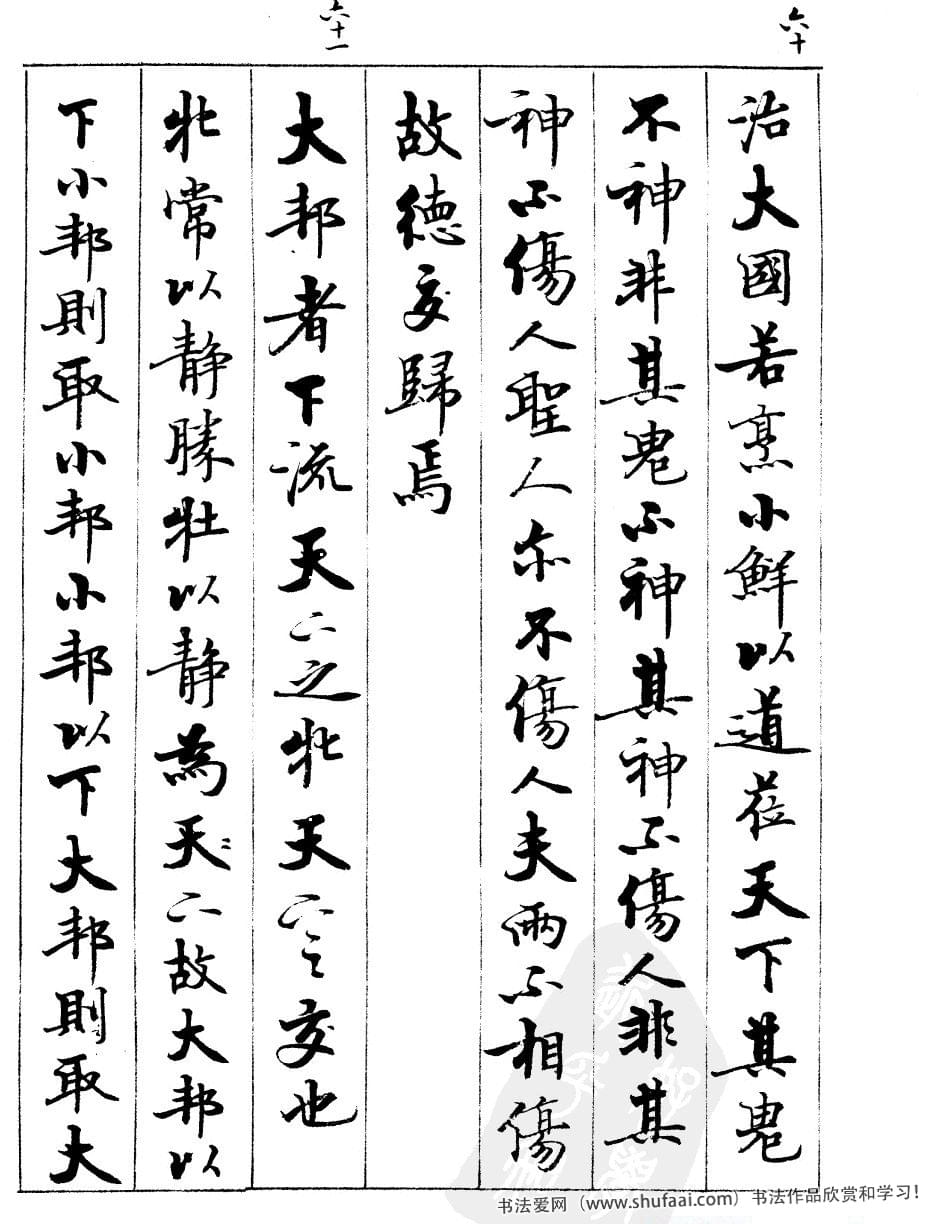 六十
治大國若烹小鮮以道莅天下其鬼
不神非其鬼不神其神不傷人非其
神不傷人聖人亦不傷人夫兩不相傷
故德交歸焉
六十一
大邦者下流天下之牝天下之交也
牝常以静勝牡以静為天下故大邦以
下小邦則取小邦小邦以下大邦則取大
书法爱网（www.shufaai.com）书法作品欣赏和学习！